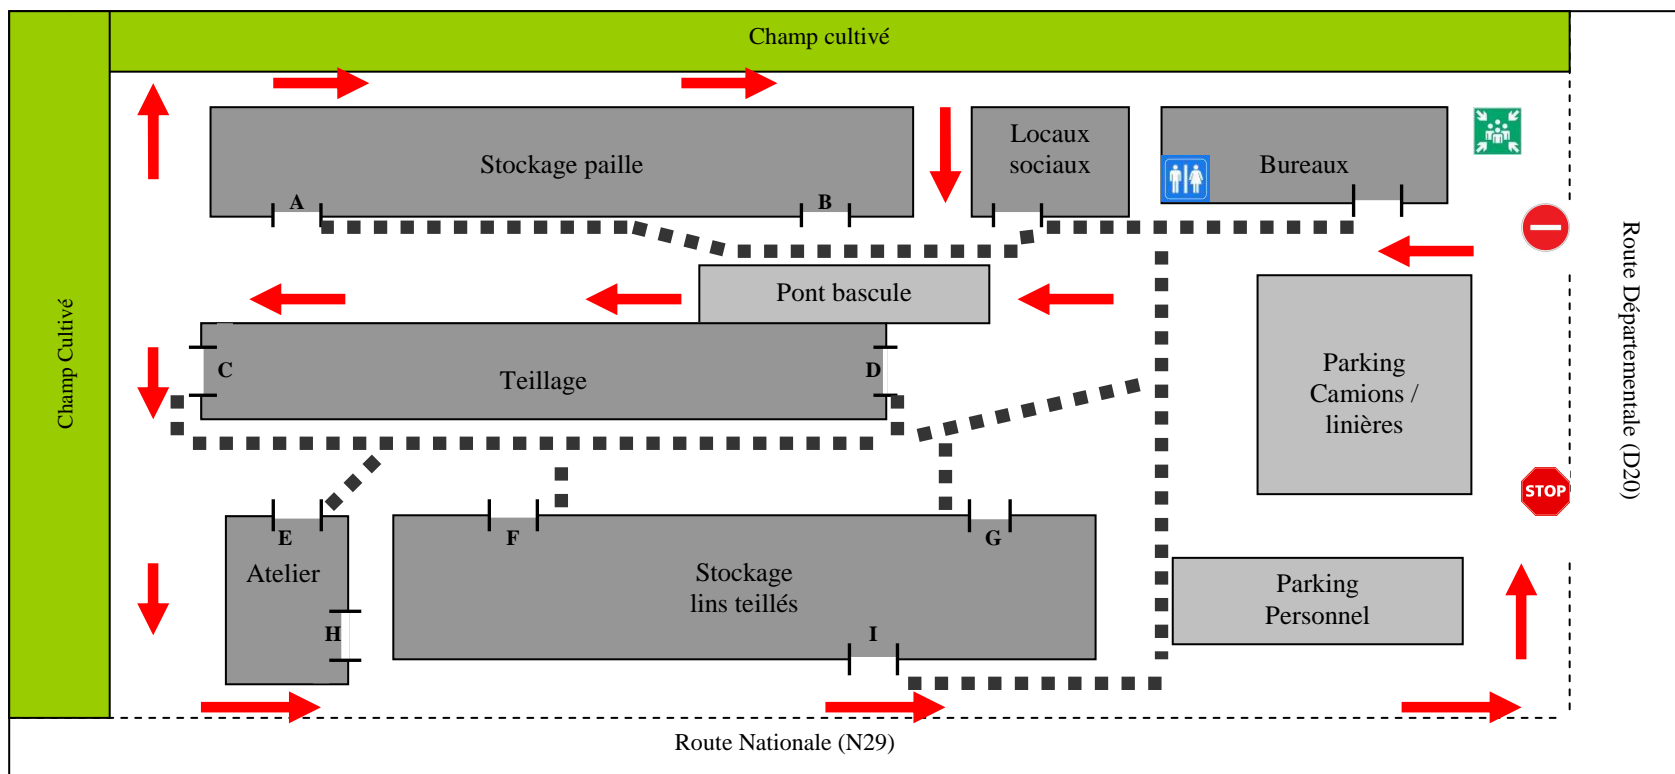 Champ cultivé
Locaux
sociaux
Stockage paille
Bureaux
A
B
Route Départementale (D20)
Champ Cultivé
Pont bascule
C
Teillage
D
Parking
Camions /
linières
STOP
E
F
G
Atelier
Stockage
lins teillés
Parking
Personnel
H
I
Route Nationale (N29)